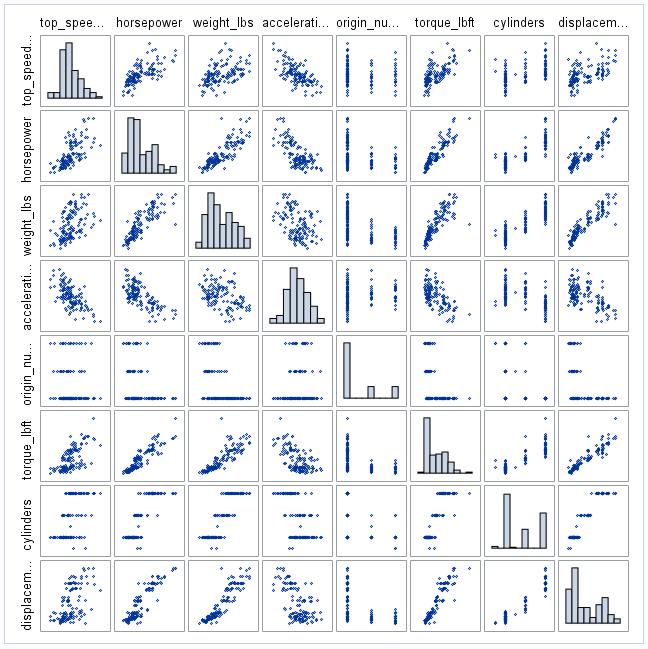 top_spee... horsepower weight_lbs accelerati... origin_nu... torque_lbft cylinders displacem...
top_speed...
horsepower
weight_lbs
accelerati...
origin_nu...
torque_lbft
cylinders
displacem...